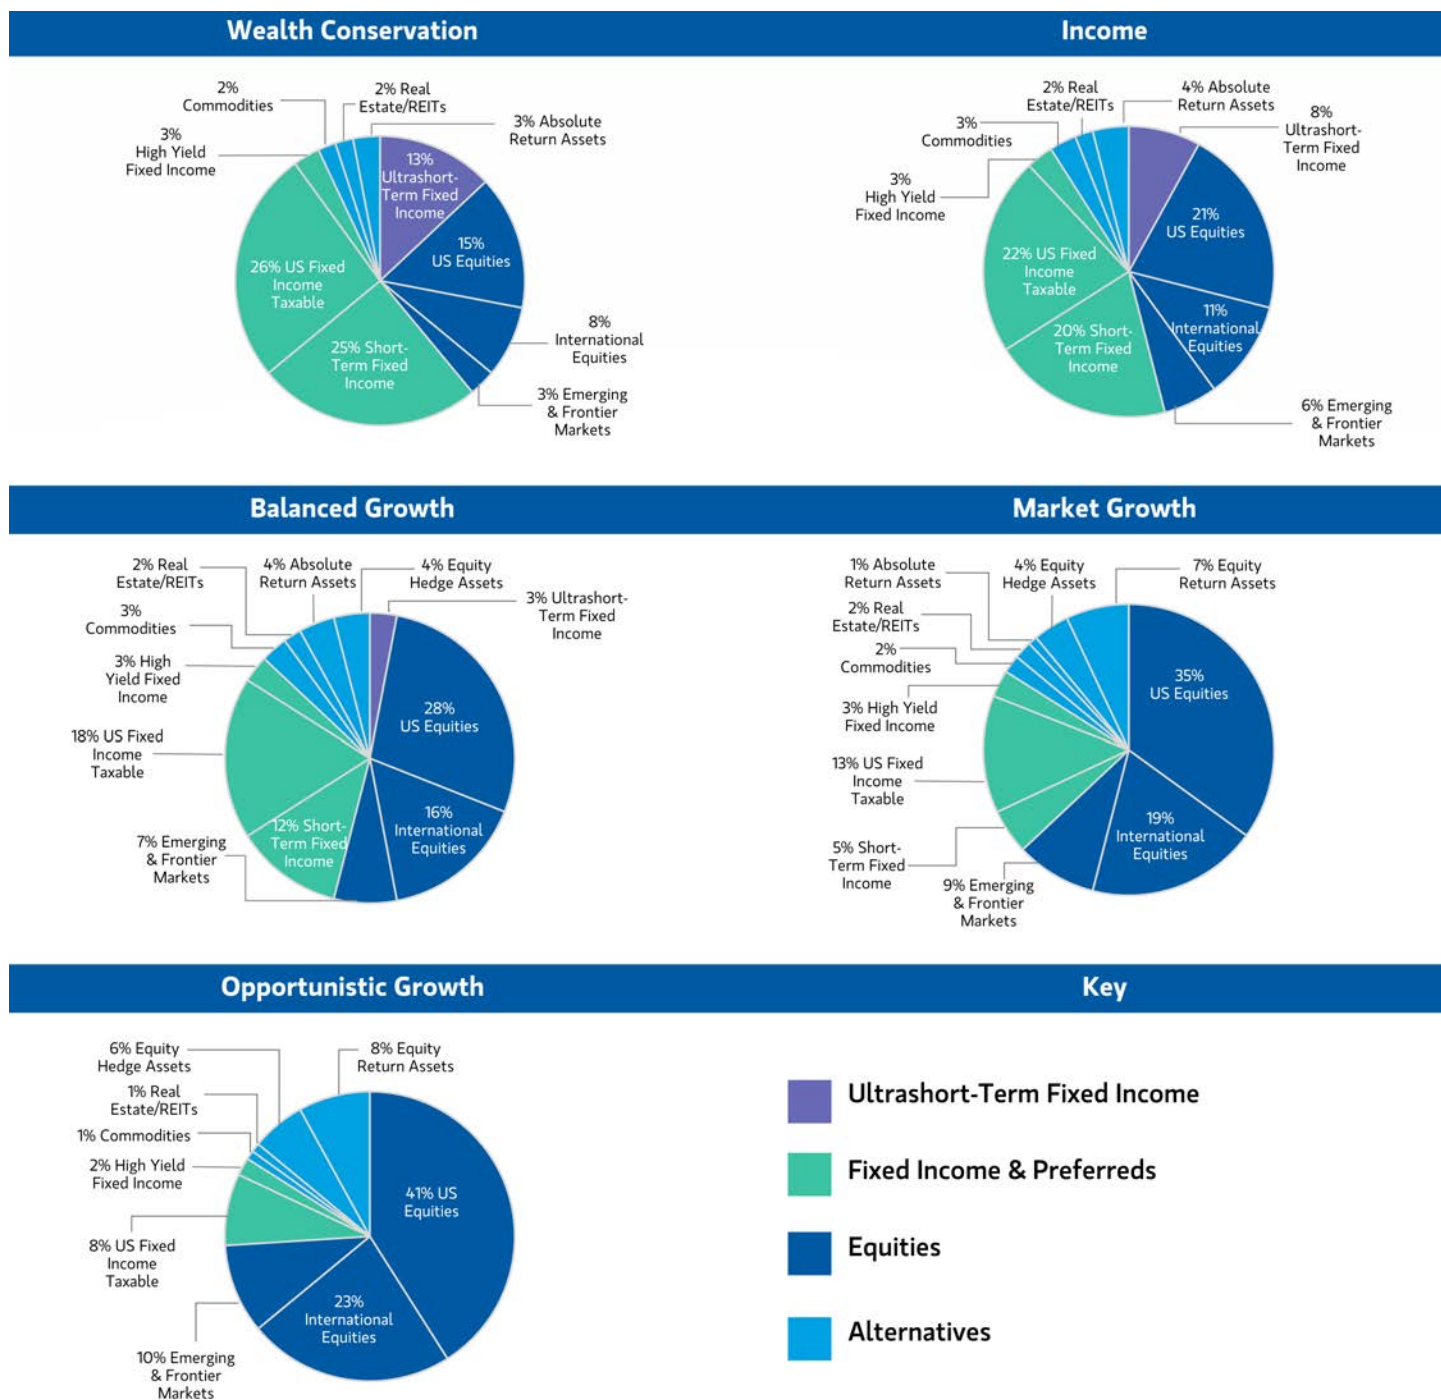 Wealth Conservation
2%
Commodities
2% Real
Estate/REITs
3% Absolute
Return Assets
3%
High Yield
Fixed Income
13%
Ultrashort-
Term Fixed
Income
15%
US Equities
26% US Fixed
Income
Taxable
25% Short-
Term Fixed
Income
8%
International
Equities
3% Emerging
& Frontier
Markets
Income
2% Real
Estate/REITs
4% Absolute
Return Assets
8%
Ultrashort-
Term Fixed
Income
3%
Commodities
3%
High Yield
Fixed Income
21%
US Equities
22% US Fixed
Income
Taxable
11%
International
Equities
20% Short-
Term Fixed
Income
6% Emerging
& Frontier
Markets
Balanced Growth
2% Real
Estate/REITs
4% Absolute
Return Assets
4% Equity
Hedge Assets
3% Ultrashort-
Term Fixed
Income
3%
Commodities
3% High
Yield Fixed
Income
28%
US Equities
18% US Fixed
Income
Taxable
16%
International
Equities
12% Short-
Term Fixed
Income
7% Emerging
& Frontier
Markets
Market Growth
1% Absolute
Return Assets
4% Equity
Hedge Assets
7% Equity
Return Assets
2% Real
Estate/REITs
2%
Commodities
3% High Yield
Fixed Income
35%
US Equities
13% US Fixed
Income
Taxable
19%
International
Equities
5% Short-
Term Fixed
Income
9% Emerging
& Frontier
Markets
Opportunistic Growth
6% Equity
Hedge Assets
8% Equity
Return Assets
1% Real
Estate/REITs
1% Commodities
2% High Yield
Fixed Income
41% US
Equities
8% US Fixed
Income
Taxable
23%
International
Equities
10% Emerging
& Frontier
Markets
Key
Ultrashort-Term Fixed Income
Fixed Income & Preferreds
Equities
Alternatives